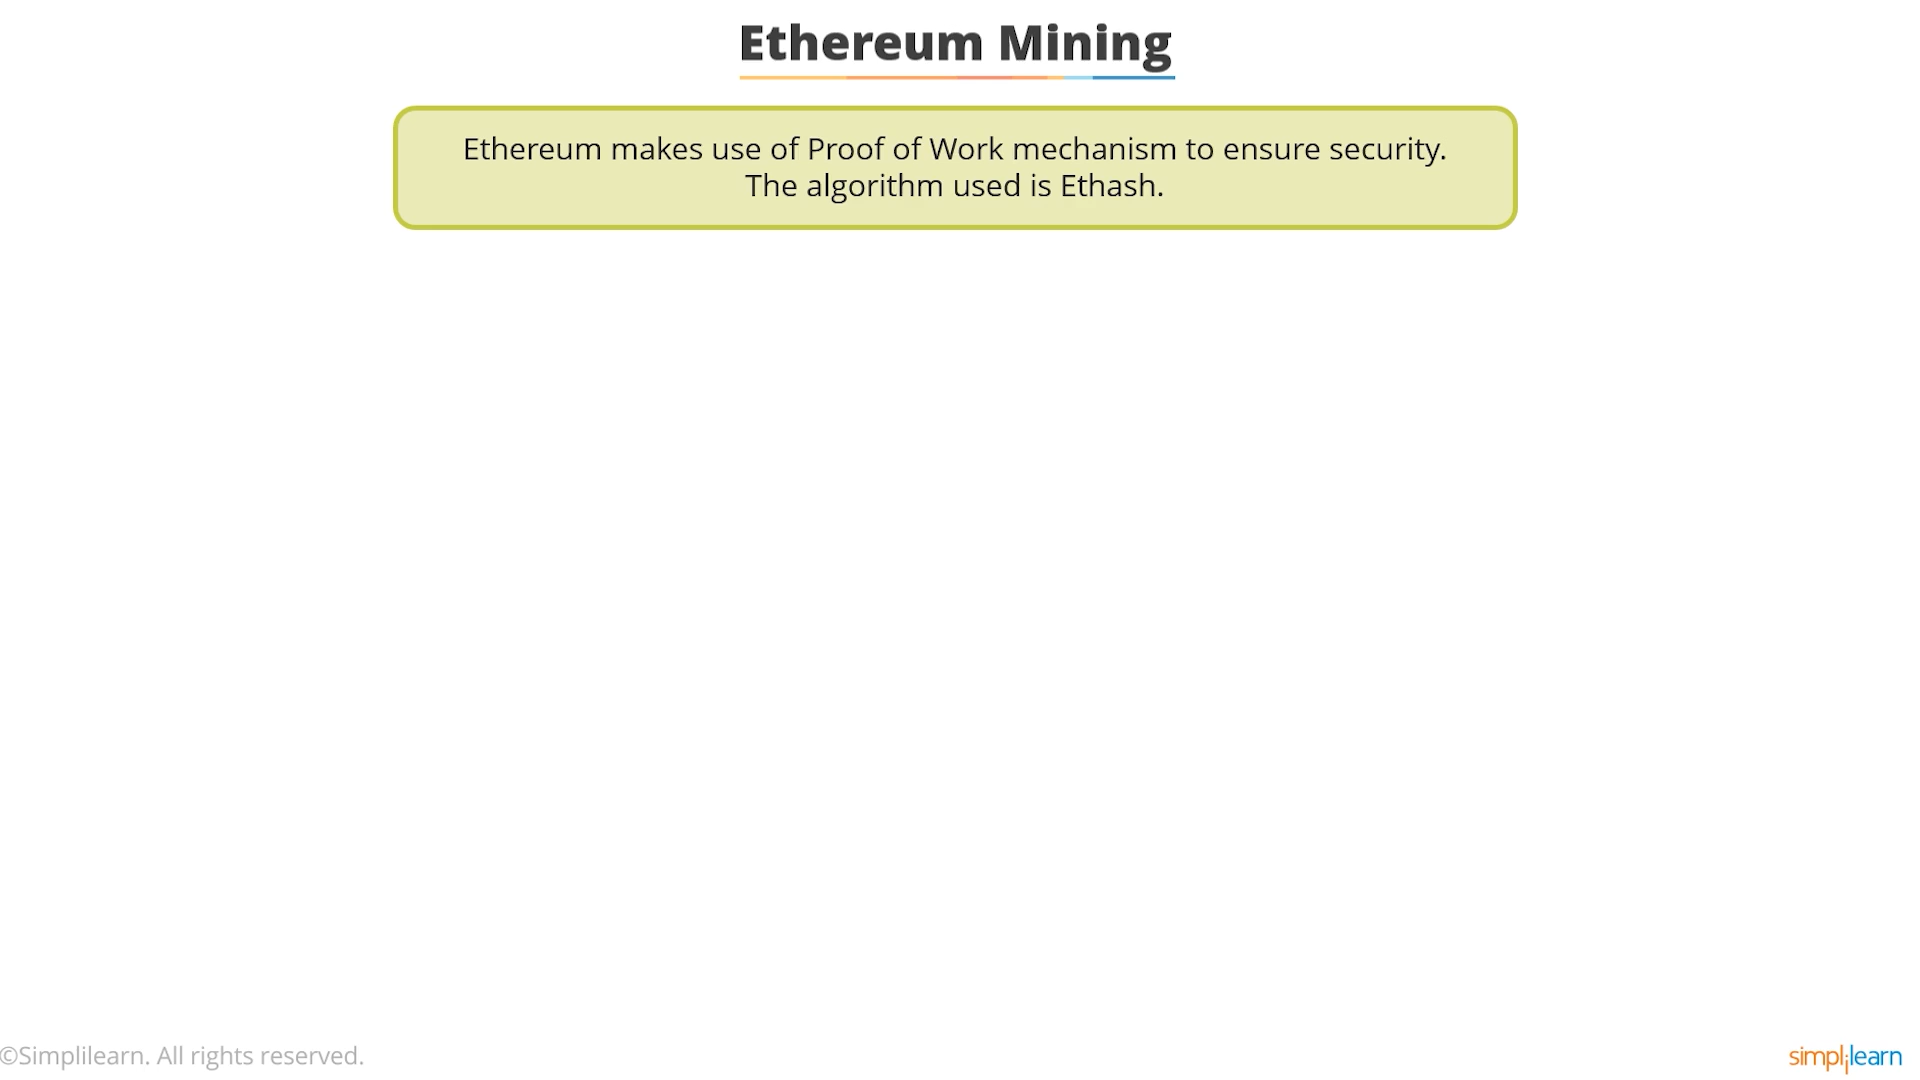 Ethereum Mining
Ethereum makes use of Proof of Work mechanism to ensure security.
The algorithm used is Ethash.
©Simplilearn. All rights reserved.
simplilearn